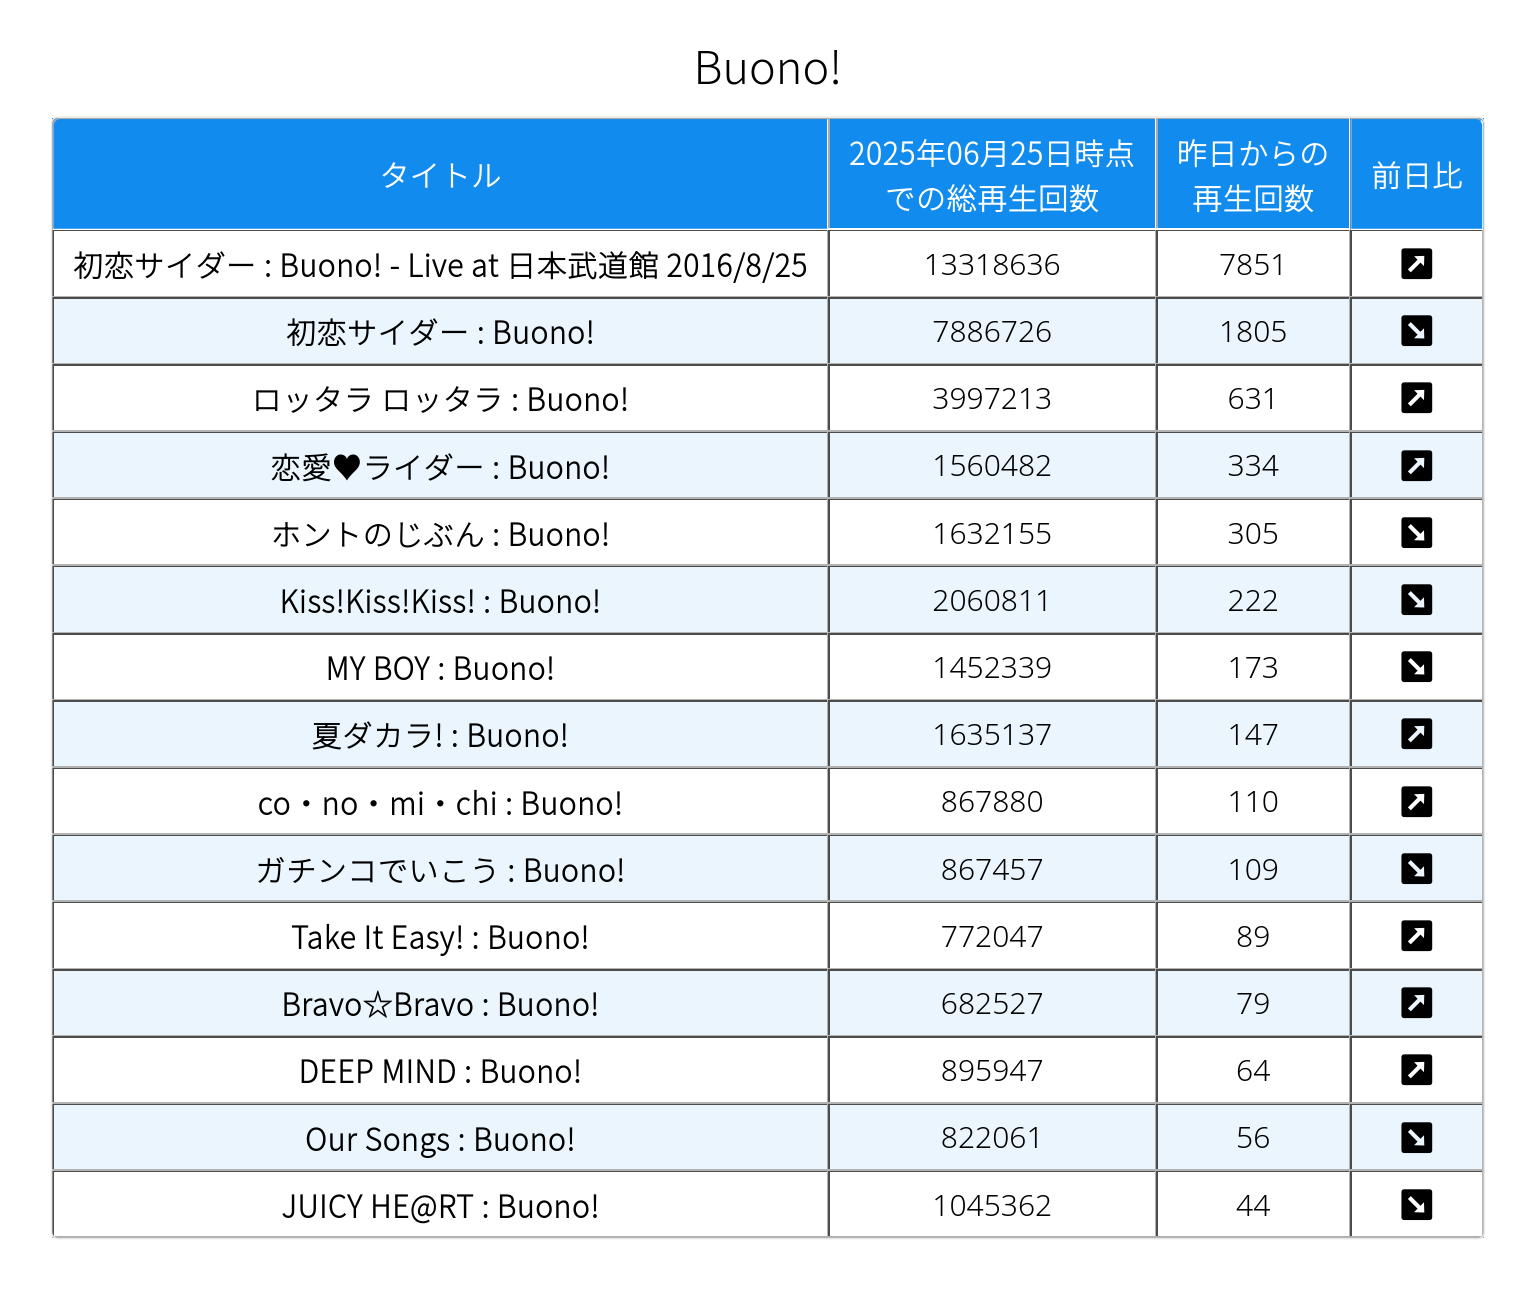 Buono!
タイトル 2025年06月25日時点での総再生回数 昨日からの再生回数 前日比
初恋サイダー : Buono! - Live at 日本武道館 2016/8/25 13318636 7851 ↗
初恋サイダー : Buono! 7886726 1805 ↘
ロッタラ ロッタラ : Buono! 3997213 631 ↗
恋愛♥ライダー : Buono! 1560482 334 ↗
ホントのじぶん : Buono! 1632155 305 ↘
Kiss!Kiss!Kiss! : Buono! 2060811 222 ↘
MY BOY : Buono! 1452339 173 ↘
夏ダカラ! : Buono! 1635137 147 ↗
co・no・mi・chi : Buono! 867880 110 ↗
ガチンコでいこう : Buono! 867457 109 ↘
Take It Easy! : Buono! 772047 89 ↗
Bravo☆Bravo : Buono! 682527 79 ↗
DEEP MIND : Buono! 895947 64 ↗
Our Songs : Buono! 822061 56 ↘
JUICY HE@RT : Buono! 1045362 44 ↘